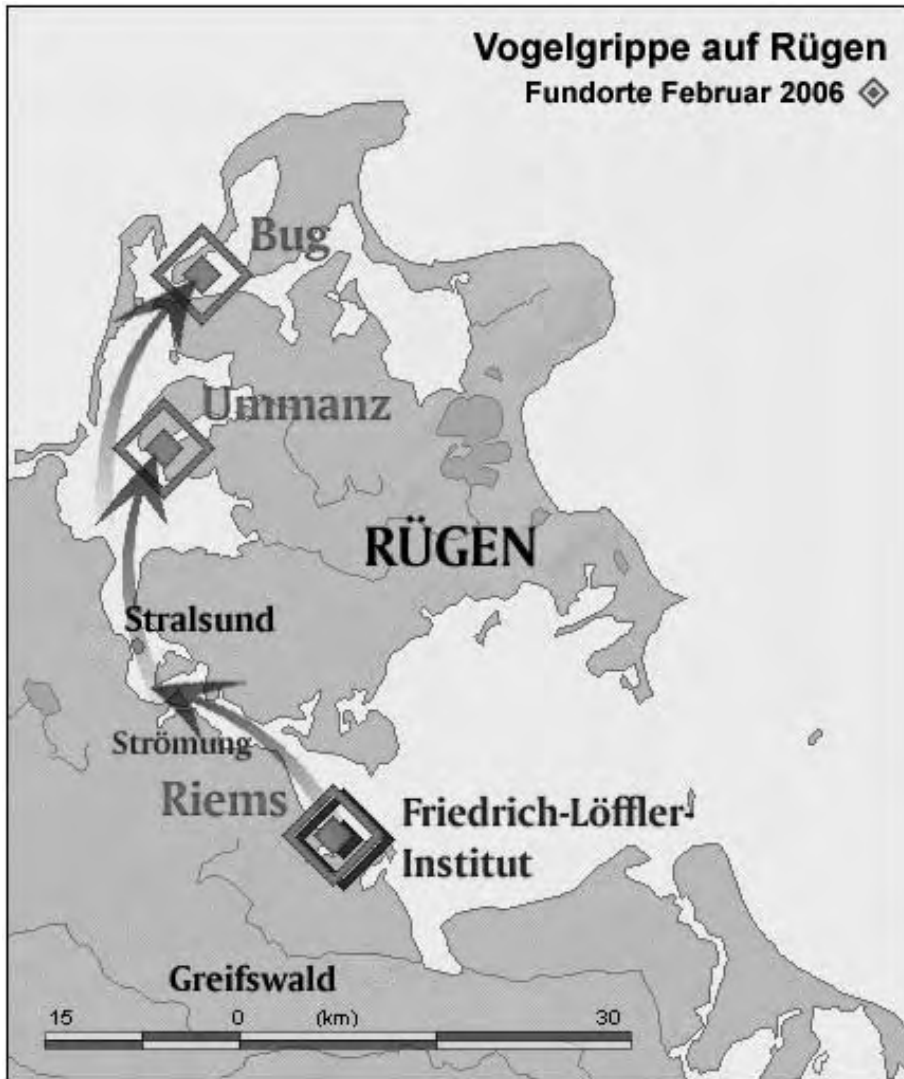 Vogelgrippe auf Rügen
Fundorte Februar 2006
Bug
Ummanz
RÜGEN
Stralsund
Strömung
Riems
Friedrich-Löffler-
Institut
Greifswald
15 0 (km) 30